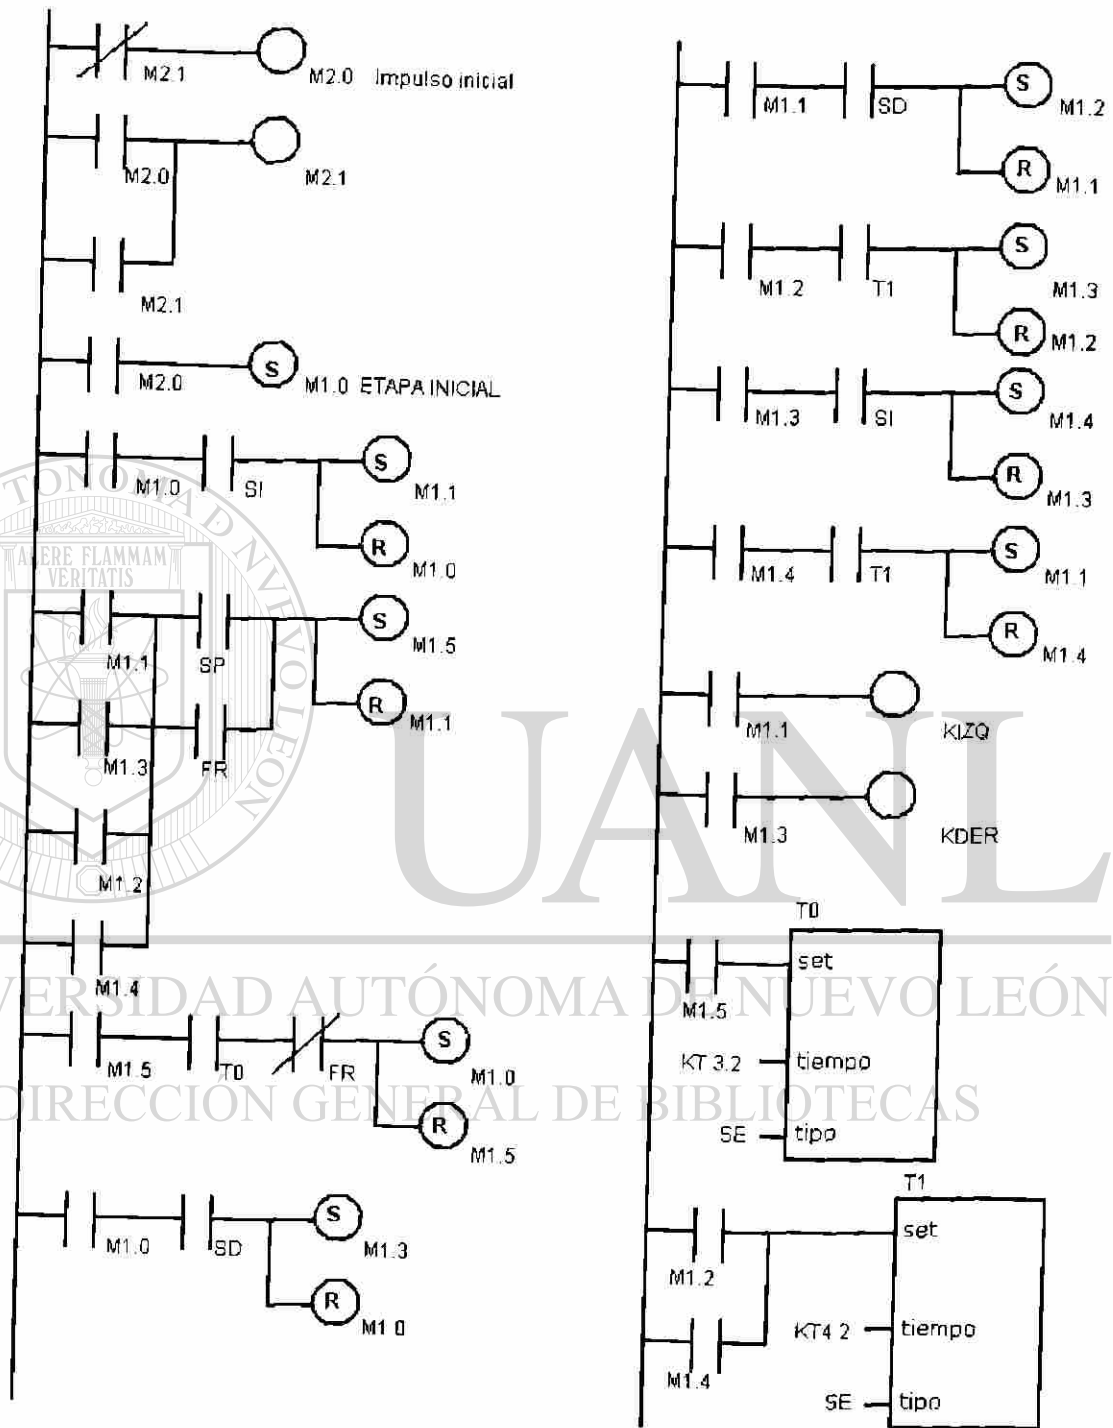 M2.1
M2.0 Impulso inicial
M2.0
M2.1
M2.1
M2.0
S
M1.0 ETAPA INICIAL
M1.0
SI
S
M1.1
R
M1.0
M1.1
SP
S
M1.5
R
M1.1
M1.3
FR
M1.2
M1.4
M1.5
T0
FR
S
M1.0
R
M1.5
M1.0
SD
S
M1.3
R
M1 0
M1.1
SD
S
M1.2
R
M1.1
M1.2
T1
S
M1.3
R
M1.2
M1.3
SI
S
M1.4
R
M1.3
M1.4
T1
S
M1.1
R
M1.4
M1.1
KIZQ
M1.3
KDER
T0
M1.5
set
KT 3.2
tiempo
SE
tipo
T1
M1.2
set
M1.4
KT4 2
tiempo
SE
tipo
TONOMA D NVEVO LEON
ALERE FLAMMAM
VERITATIS
UANL
VERSIDAD AUTÓNOMA DE NUEVO LEÓN
DIRECCIÓN GENERAL DE BIBLIOTECAS